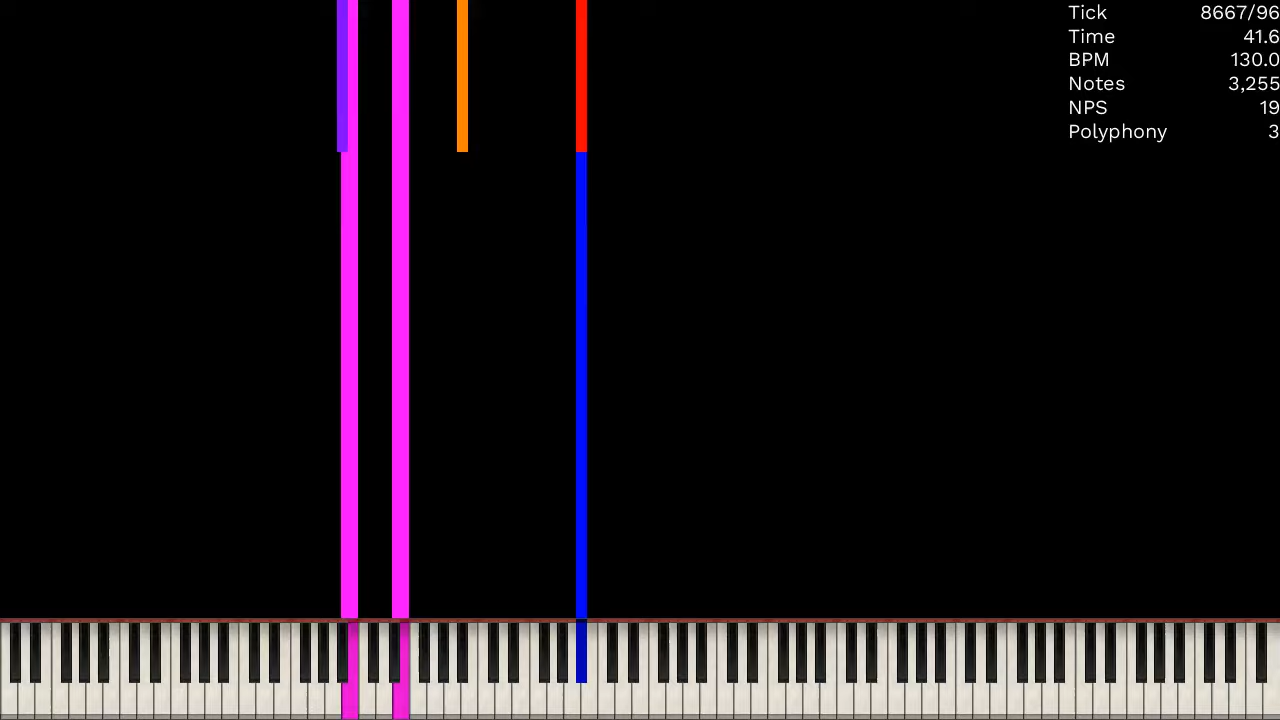 Tick 8667/96
Time 41.6
BPM 130.0
Notes 3,255
NPS 19
Polyphony 3